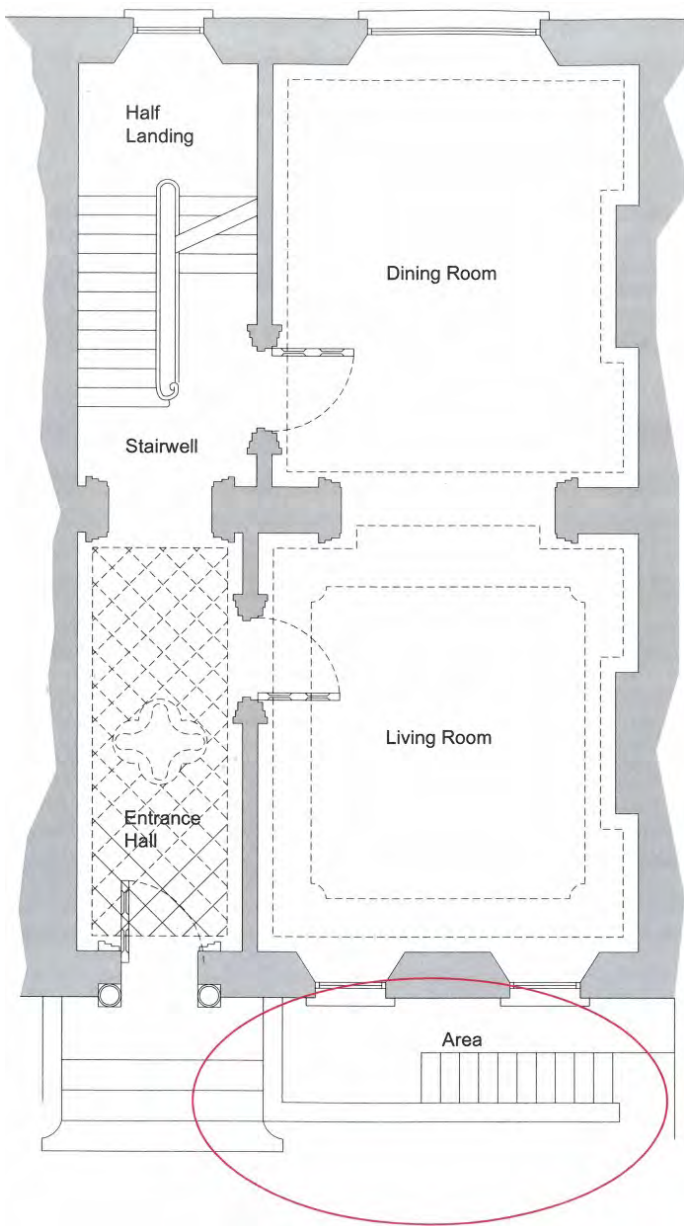 Half
Landing
Dining Room
Stairwell
Living Room
Entrance
Hall
Area